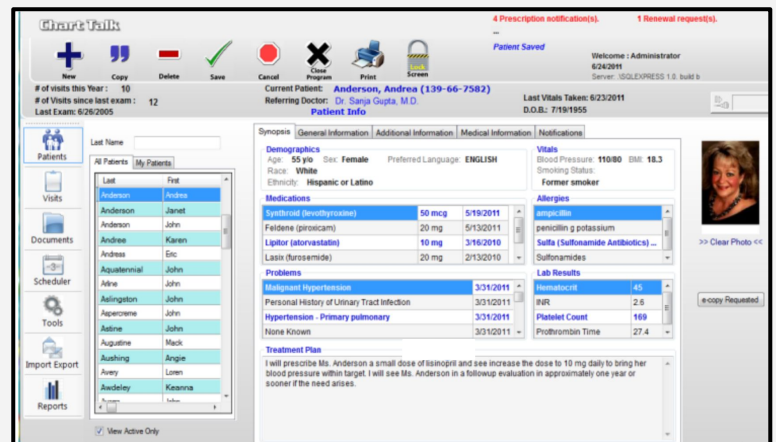 Chart Talk
4 Prescription notification(s). 1 Renewal request(s).
--
Patient Saved
Welcome : Administrator
6/24/2011
Server: .\SQLEXPRESS 1.0. build b
New Copy Delete Save Cancel Close Program Print Lock Screen
# of visits this Year : 10
# of Visits since last exam : 12
Last Exam: 6/26/2005
Current Patient: Anderson, Andrea (139-66-7582)
Referring Doctor: Dr. Sanja Gupta, M.D.
Patient Info
Last Vitals Taken: 6/23/2011
D.O.B.: 7/19/1955
Patients
Visits
Documents
Scheduler
Tools
Import Export
Reports
Last Name
All Patients My Patients
Last First
Anderson Andrea
Anderson Janet
Anderson John
Andree Karen
Andress Eric
Aquatennial John
Arline John
Aslington John
Aspercreme John
Astine John
Augustine Mack
Aushing Angie
Avery Loren
Awdeley Keanna
View Active Only
Synopsis General Information Additional Information Medical Information Notifications
Demographics
Age: 55 y/o Sex: Female Preferred Language: ENGLISH
Race: White
Ethnicity: Hispanic or Latino
Vitals
Blood Pressure: 110/80 BMI: 18.3
Smoking Status:
Former smoker
Medications
Synthroid (levothyroxine) 50 mcg 5/19/2011
Feldene (piroxicam) 20 mg 5/13/2011
Lipitor (atorvastatin) 10 mg 3/16/2010
Lasix (furosemide) 20 mg 2/13/2010
Allergies
ampicillin
penicillin g potassium
Sulfa (Sulfonamide Antibiotics) ...
Sulfonamides
Problems
Malignant Hypertension 3/31/2011
Personal History of Urinary Tract Infection 3/31/2011
Hypertension - Primary pulmonary 3/31/2011
None Known 3/31/2011
Lab Results
Hematocrit 45
INR 2.6
Platelet Count 169
Prothrombin Time 27.4
Treatment Plan
I will prescribe Ms. Anderson a small dose of lisinopril and see increase the dose to 10 mg daily to bring her
blood pressure within target. I will see Ms. Anderson in a followup evaluation in approximately one year or
sooner if the need arises.
>> Clear Photo <<
e-copy Requested